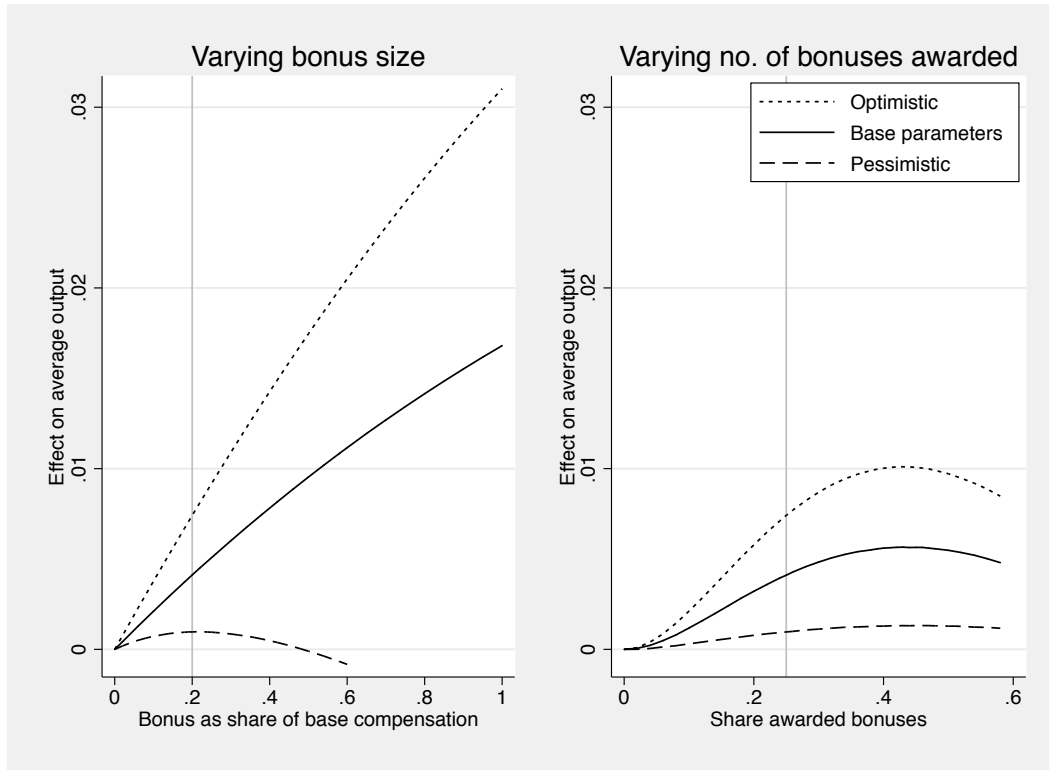 Varying bonus size
Effect on average output
.03
.02
.01
0
0
.2
.4
.6
.8
1
Bonus as share of base compensation
Varying no. of bonuses awarded
Optimistic
Base parameters
Pessimistic
Effect on average output
.03
.02
.01
0
0
.2
.4
.6
Share awarded bonuses